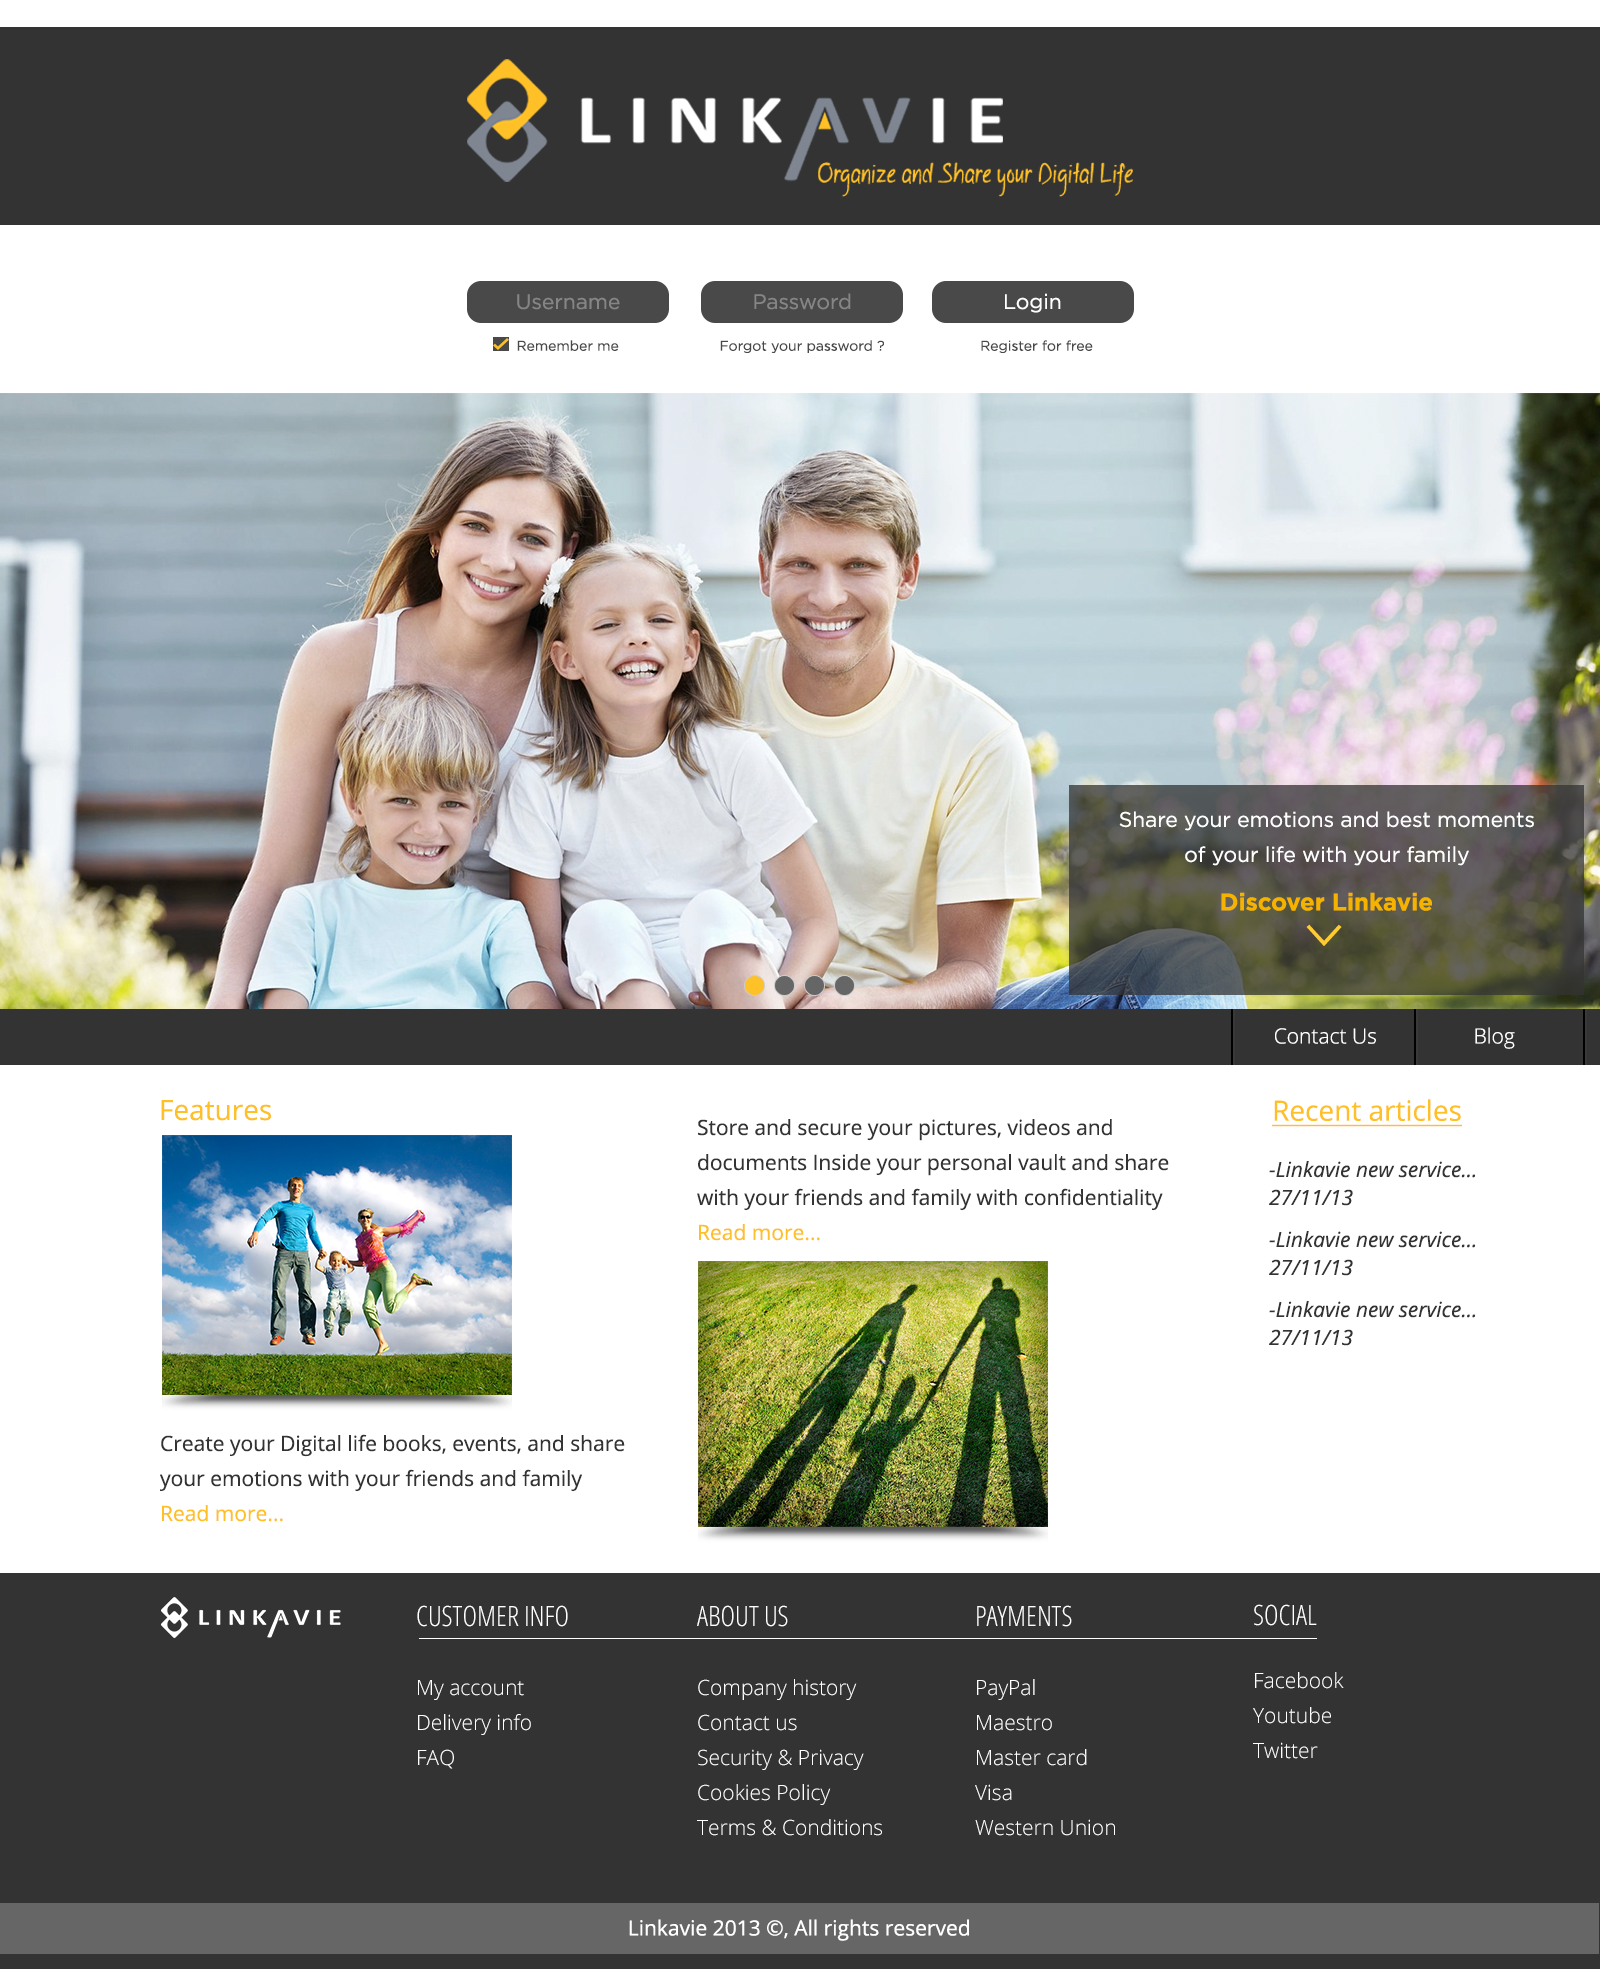 LINKAVIE
Organize and Share your Digital Life
Username
Password
Login
Remember me
Forgot your password ?
Register for free
Share your emotions and best moments
of your life with your family
Discover Linkavie
Contact Us
Blog
Features
Create your Digital life books, events, and share
your emotions with your friends and family
Read more...
Store and secure your pictures, videos and
documents Inside your personal vault and share
with your friends and family with confidentiality
Read more...
Recent articles
-Linkavie new service...
27/11/13
-Linkavie new service...
27/11/13
-Linkavie new service...
27/11/13
LINKAVIE
CUSTOMER INFO
My account
Delivery info
FAQ
ABOUT US
Company history
Contact us
Security & Privacy
Cookies Policy
Terms & Conditions
PAYMENTS
PayPal
Maestro
Master card
Visa
Western Union
SOCIAL
Facebook
Youtube
Twitter
Linkavie 2013 ©, All rights reserved